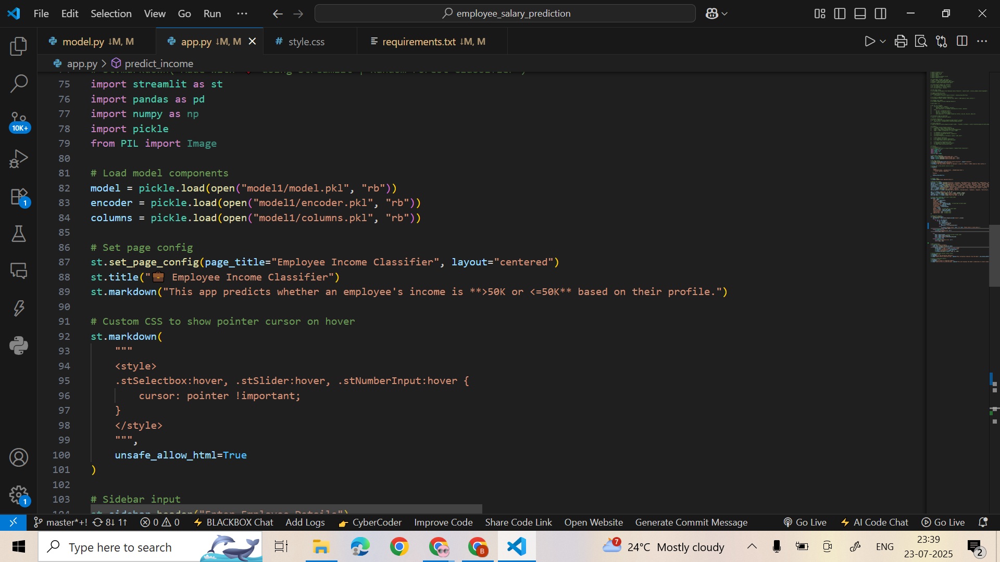 File Edit Selection View Go Run ··· employee_salary_prediction
model.py ↓M, M app.py ↓M, M style.css requirements.txt ↓M, M
app.py > predict_income
75 import streamlit as st
76 import pandas as pd
77 import numpy as np
78 import pickle
79 from PIL import Image
80
81 # Load model components
82 model = pickle.load(open("model1/model.pkl", "rb"))
83 encoder = pickle.load(open("model1/encoder.pkl", "rb"))
84 columns = pickle.load(open("model1/columns.pkl", "rb"))
85
86 # Set page config
87 st.set_page_config(page_title="Employee Income Classifier", layout="centered")
88 st.title("💼 Employee Income Classifier")
89 st.markdown("This app predicts whether an employee's income is **>50K or <=50K** based on their profile.")
90
91 # Custom CSS to show pointer cursor on hover
92 st.markdown(
93 """
94 <style>
95 .stSelectbox:hover, .stSlider:hover, .stNumberInput:hover {
96 cursor: pointer !important;
97 }
98 </style>
99 """,
100 unsafe_allow_html=True
101 )
102
103 # Sidebar input
104 st.sidebar.header("Enter Employee Details")
10K+
1
1
master*+! 8↓ 1↑ 0 0 BLACKBOX Chat Add Logs CyberCoder Improve Code Share Code Link Open Website Generate Commit Message Go Live AI Code Chat Go Live
Type here to search B 7 24°C Mostly cloudy ENG 23:39
23-07-2025 2